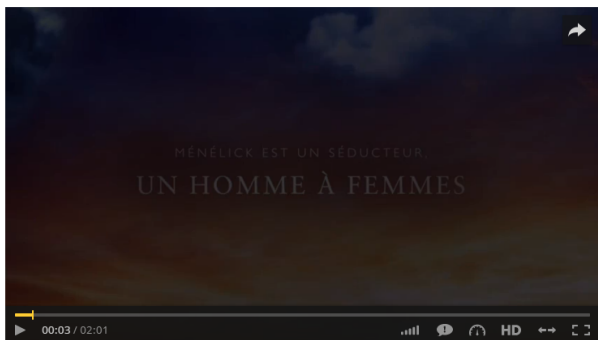 MÉNÉLICK EST UN SÉDUCTEUR
UN HOMME À FEMMES
00:03 / 02:01
HD